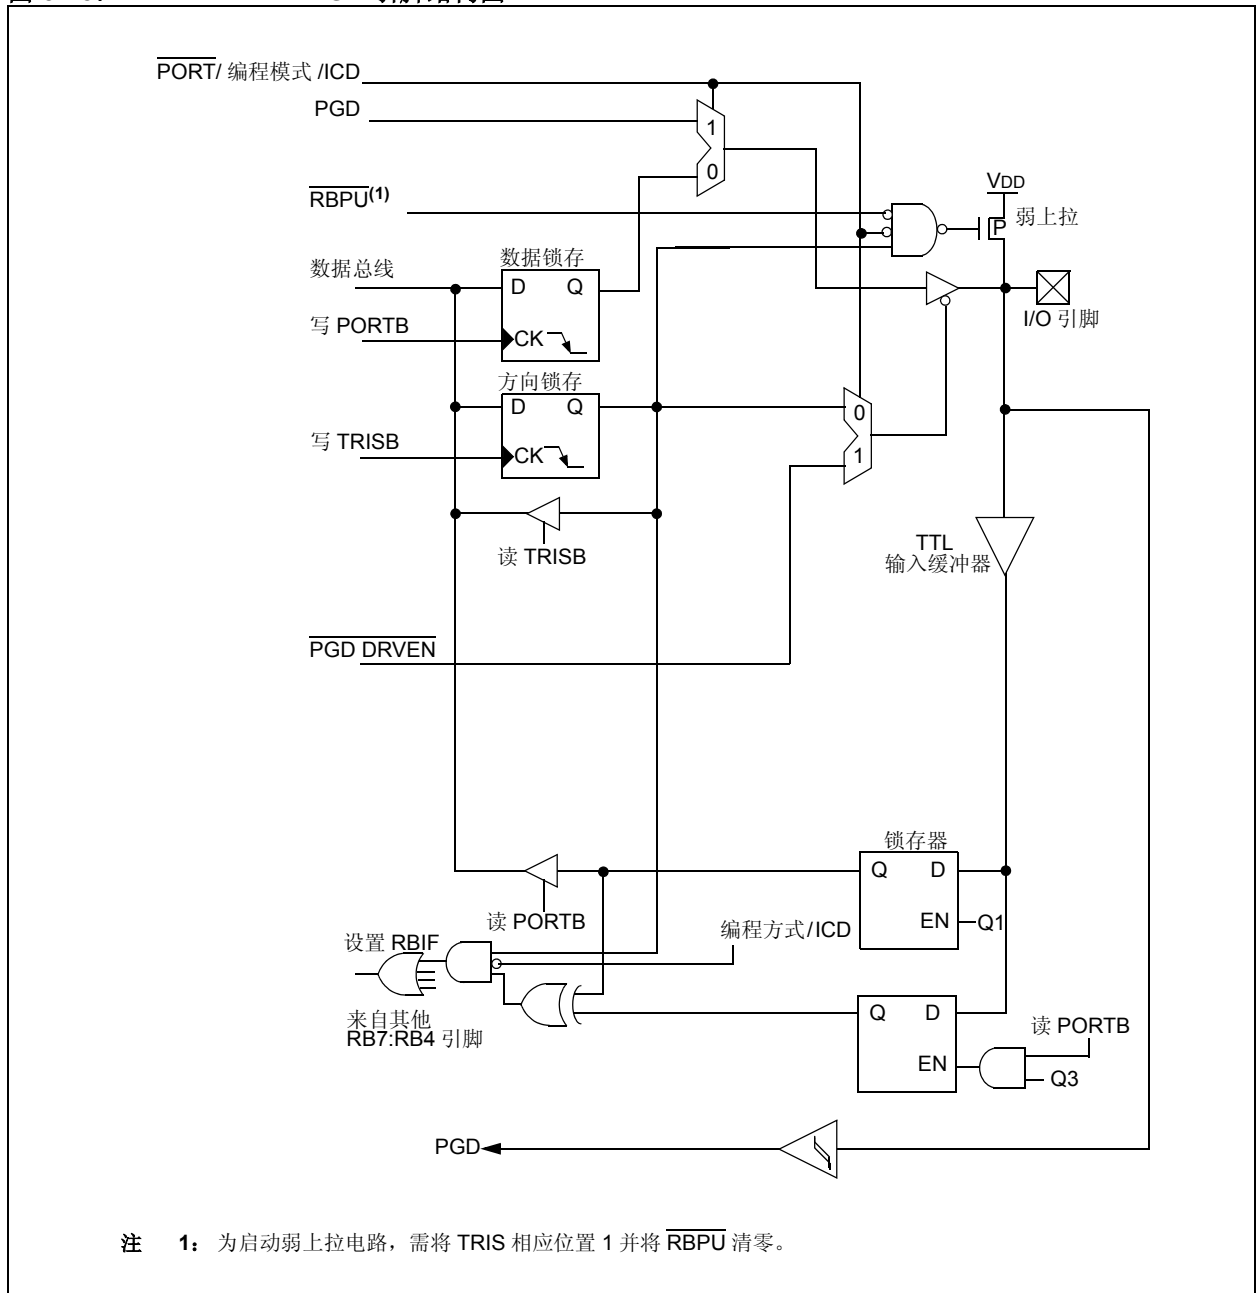 PORT/ 编程模式 /ICD
PGD
1
0
RBPU(1)
VDD
P
弱上拉
数据总线
数据锁存
D Q
I/O 引脚
写 PORTB
CK
方向锁存
D Q
0
写 TRISB
CK
1
读 TRISB
TTL
输入缓冲器
PGD DRVEN
锁存器
Q D
读 PORTB
编程方式/ICD
EN
Q1
设置 RBIF
来自其他
RB7:RB4 引脚
Q D
读 PORTB
EN
Q3
PGD
注 1: 为启动弱上拉电路，需将 TRIS 相应位置 1 并将 RBPU 清零。